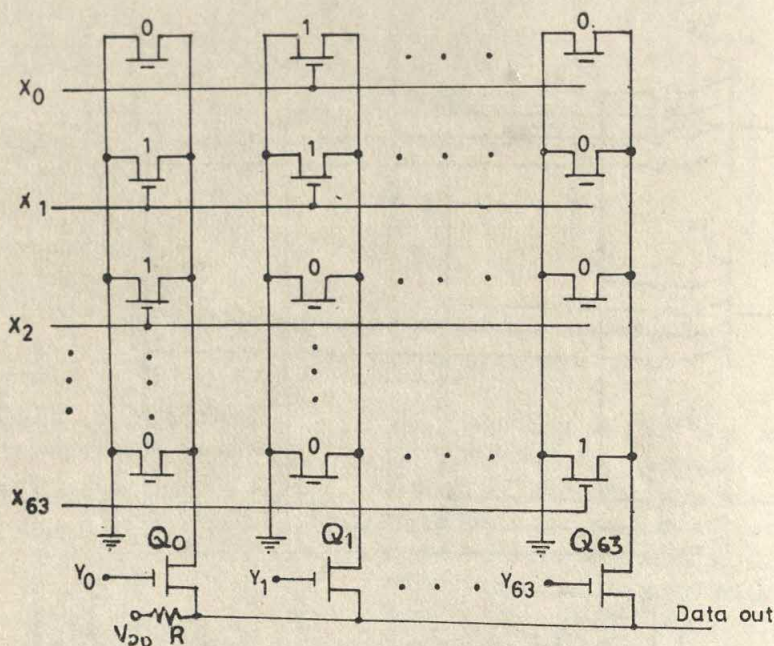 0 1 0
X0
1 1 0
X1
1 0 0
X2
0 0 1
X63
Q0 Q1 Q63
Y0 Y1 Y63
Data out
VDD R